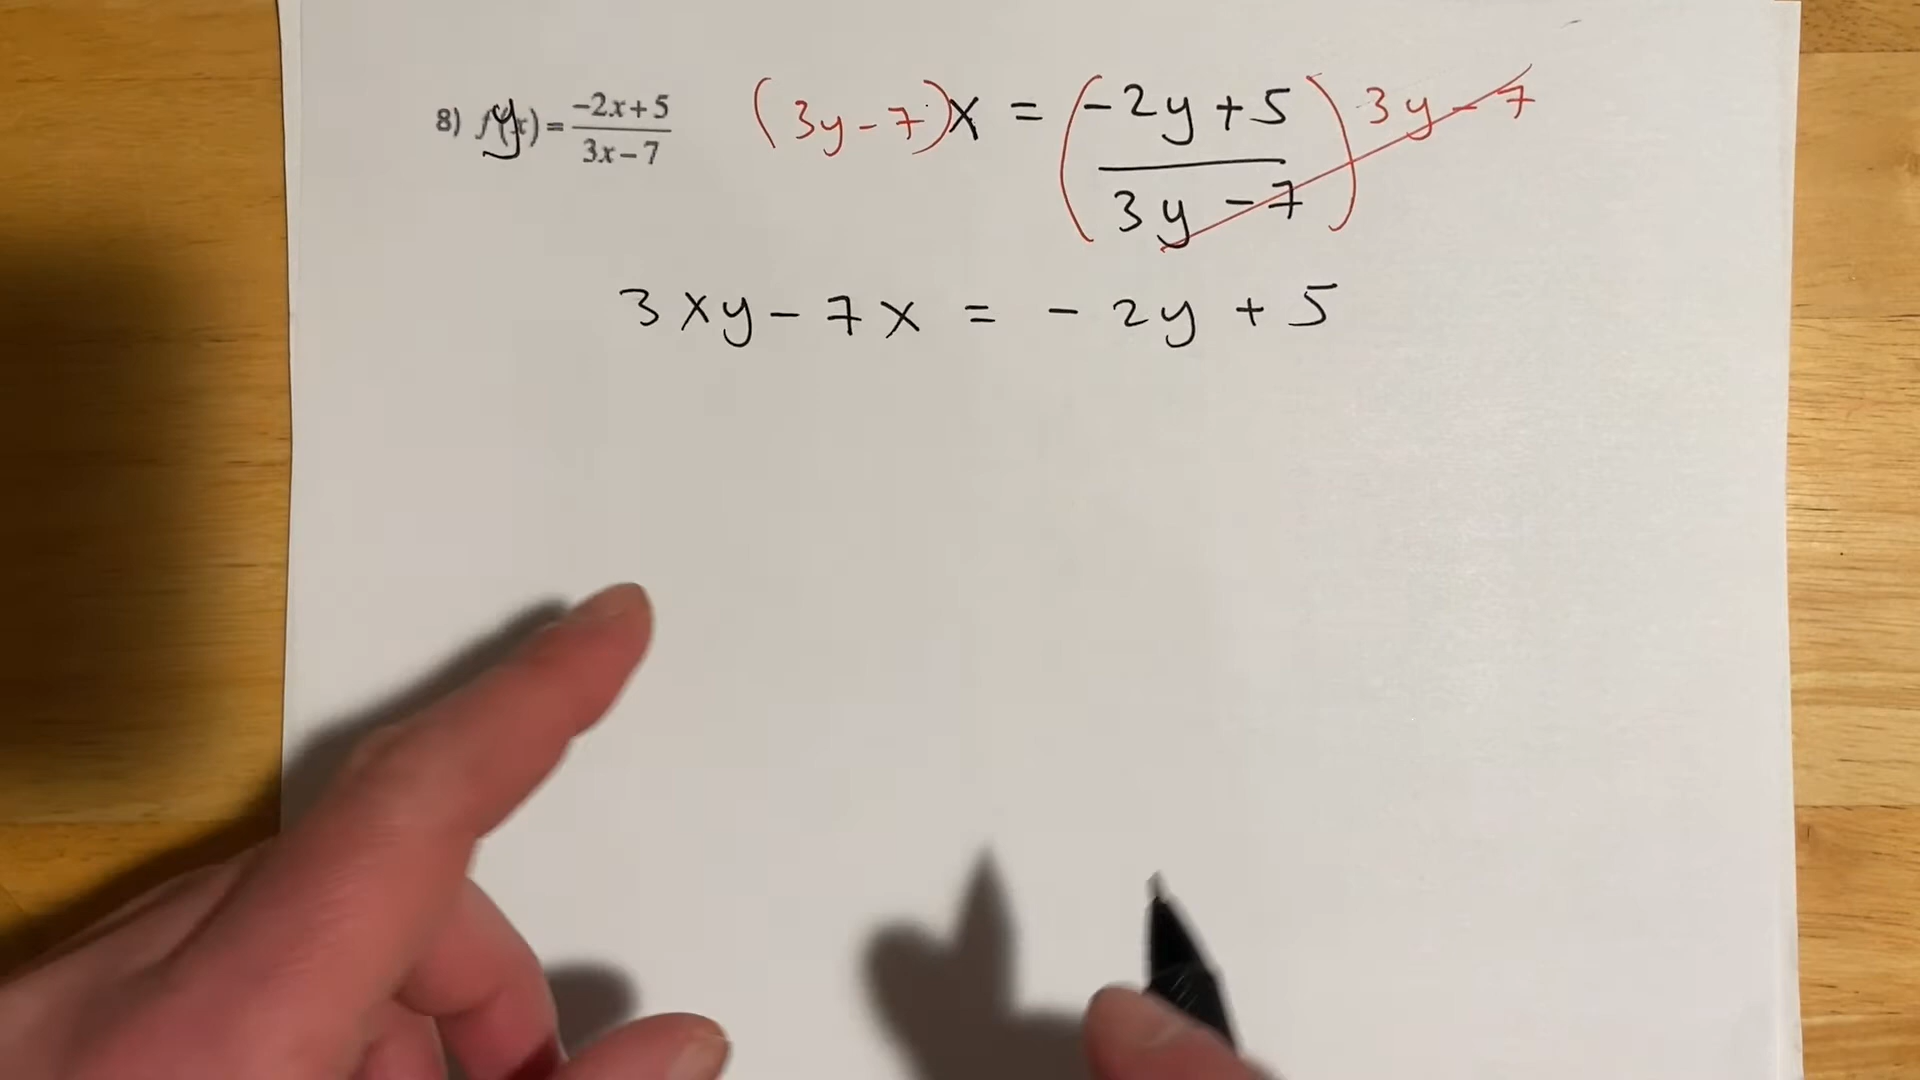 8) f(x) = y = (-2x+5)/(3x-7)
(3y-7)x = (-2y+5 / 3y-7) 3y-7
3xy - 7x = -2y + 5